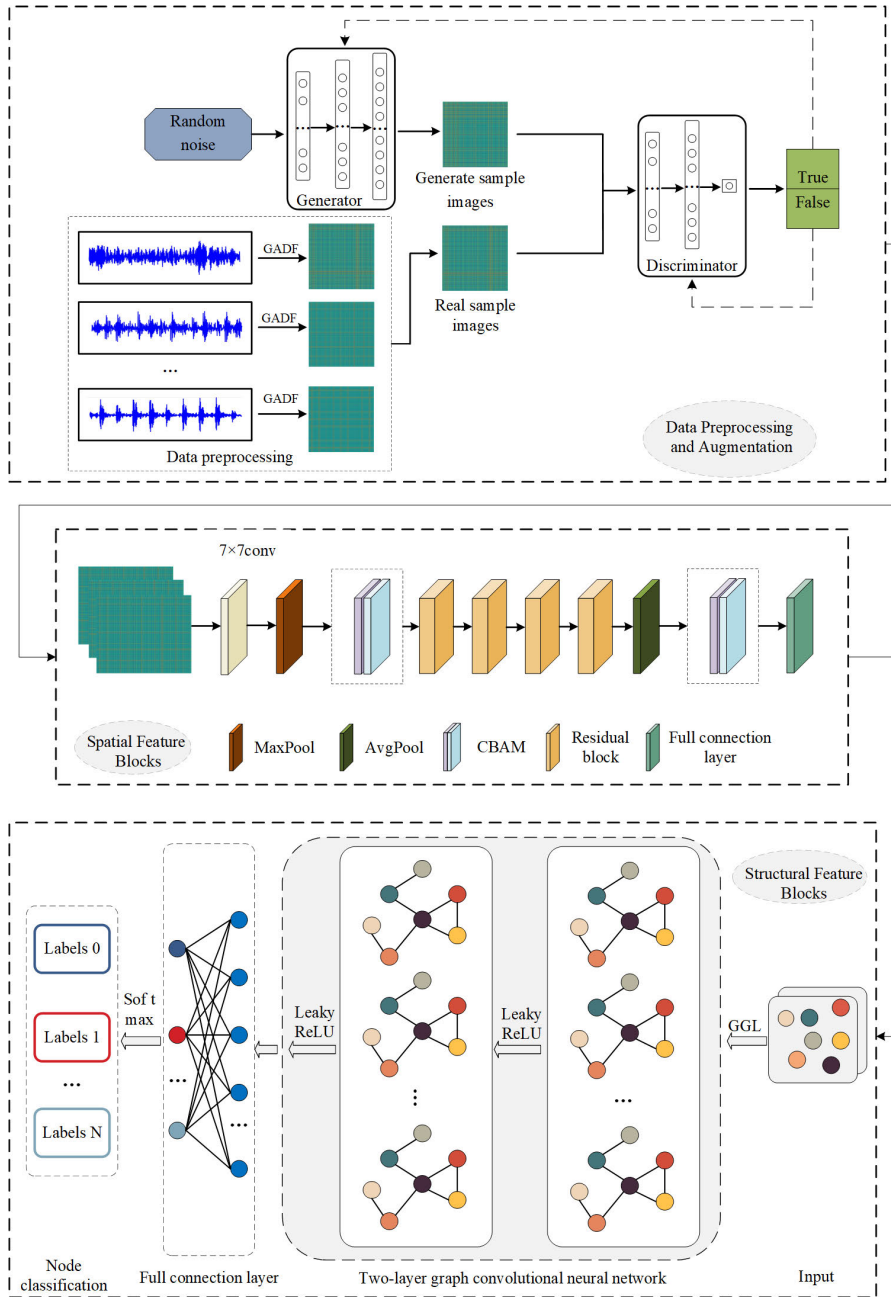 Random
noise
Generator
Generate sample
images
True
False
Discriminator
GADF
GADF
...
GADF
Data preprocessing
Real sample
images
Data Preprocessing
and Augmentation
7×7conv
Spatial Feature
Blocks
MaxPool
AvgPool
CBAM
Residual
block
Full connection
layer
Structural Feature
Blocks
Labels 0
Labels 1
...
Labels N
Sof t
max
...
...
Leaky
ReLU
...
Leaky
ReLU
...
GGL
Node
classification
Full connection layer
Two-layer graph convolutional neural network
Input